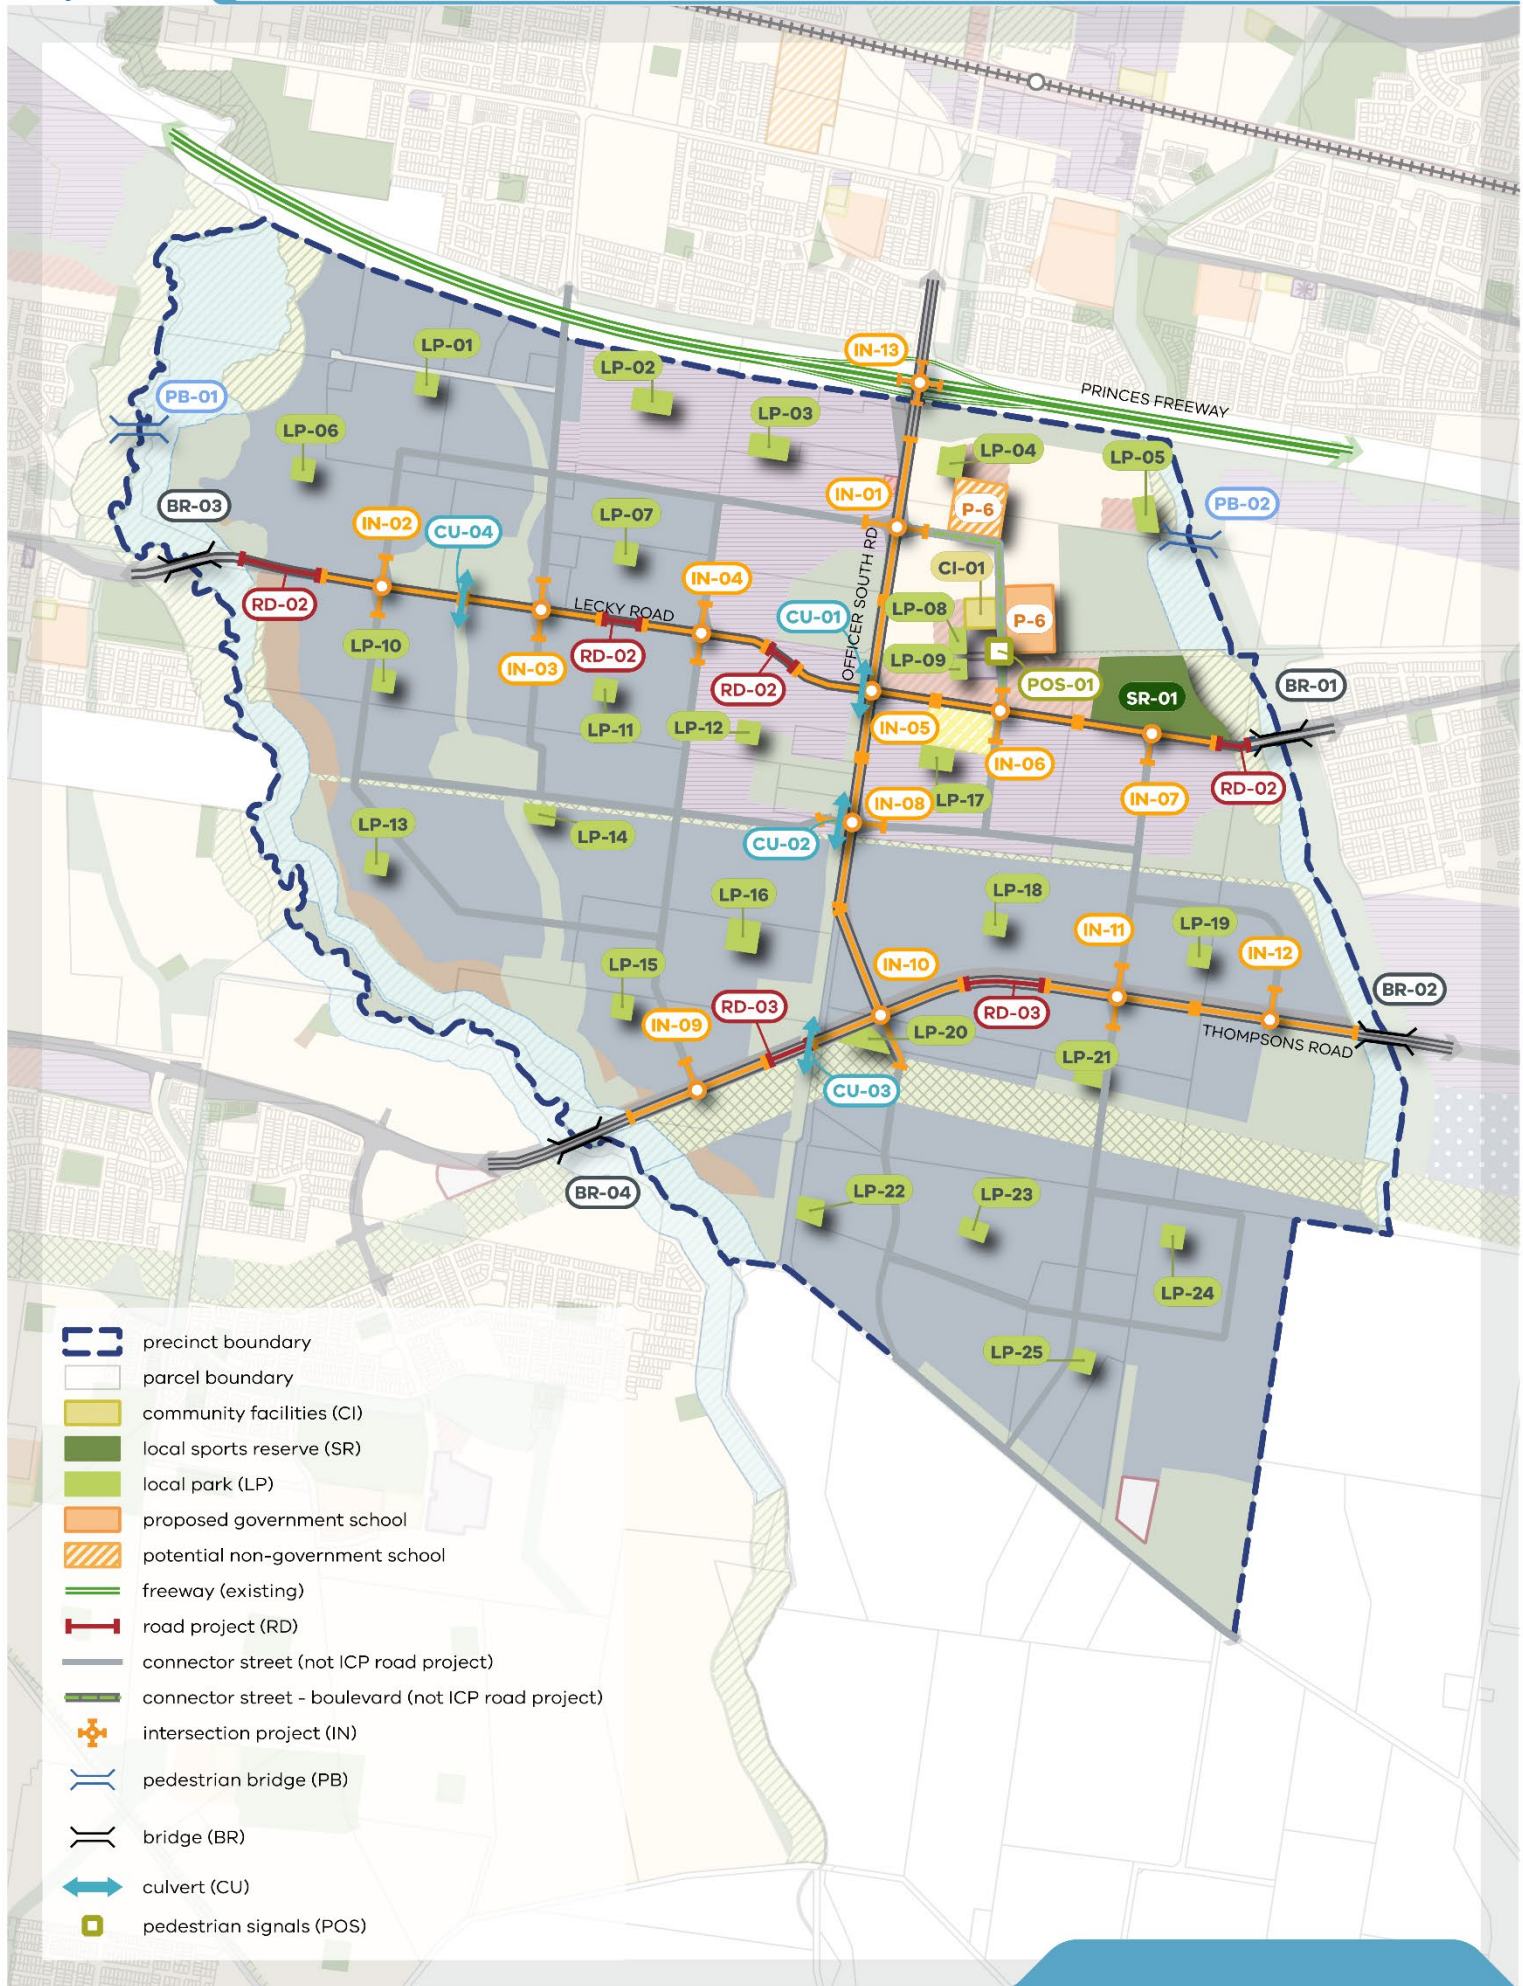 IN-13
LP-01
LP-02
PRINCES FREEWAY
PB-01
LP-03
LP-06
LP-04
LP-05
BR-03
IN-01
P-6
PB-02
IN-02
CU-04
LP-07
OFFICER SOUTH RD
CI-01
IN-04
RD-02
LECKY ROAD
CU-01
LP-08
P-6
LP-10
IN-03
RD-02
RD-02
LP-09
POS-01
SR-01
BR-01
LP-11
LP-12
IN-05
IN-06
RD-02
LP-17
IN-07
IN-08
LP-13
LP-14
CU-02
LP-16
LP-18
LP-19
IN-11
IN-12
LP-15
IN-10
BR-02
IN-09
RD-03
RD-03
LP-20
THOMPSONS ROAD
LP-21
CU-03
BR-04
LP-22
LP-23
LP-24
LP-25
precinct boundary
parcel boundary
community facilities (CI)
local sports reserve (SR)
local park (LP)
proposed government school
potential non-government school
freeway (existing)
road project (RD)
connector street (not ICP road project)
connector street - boulevard (not ICP road project)
intersection project (IN)
pedestrian bridge (PB)
bridge (BR)
culvert (CU)
pedestrian signals (POS)